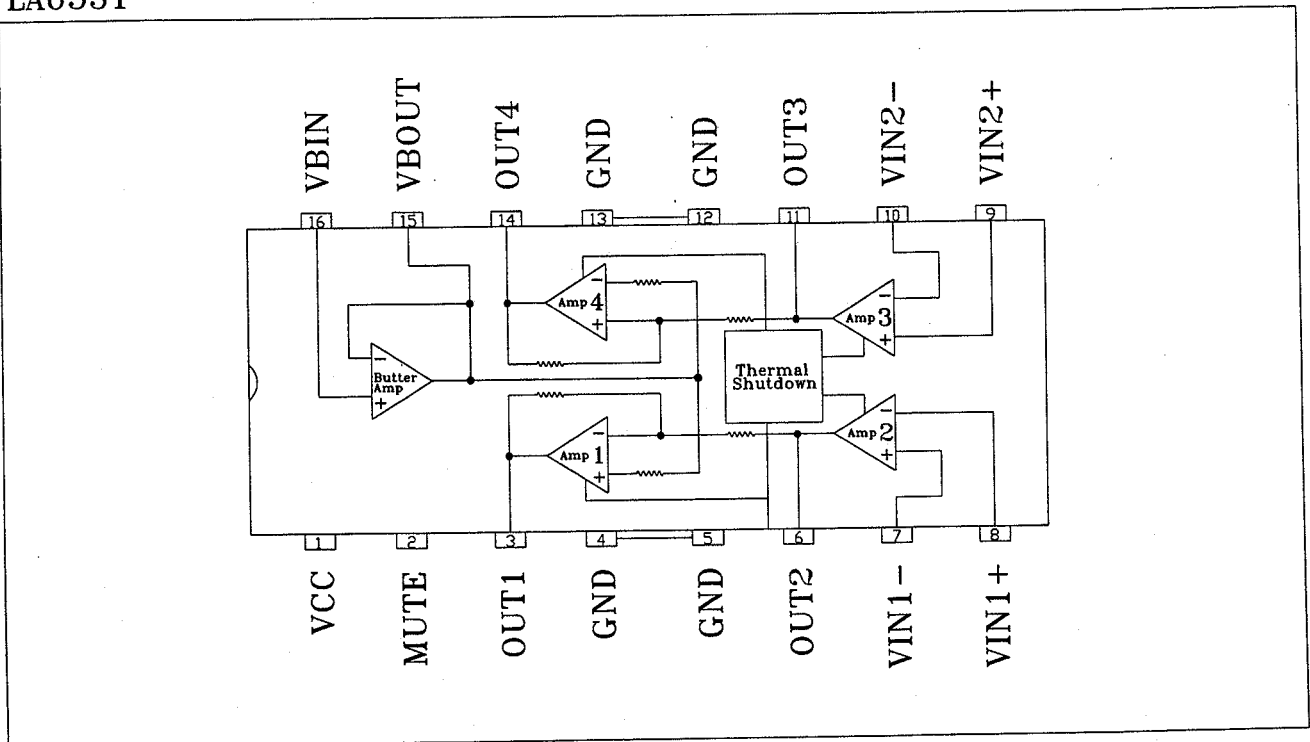 VBIN
VBOUT
OUT4
GND
GND
OUT3
VIN2-
VIN2+
16
15
14
13
12
11
10
9
Amp 4
-
+
Amp 3
-
+
Butter
Amp
-
+
Thermal
Shutdown
Amp 1
-
+
Amp 2
-
+
1
2
3
4
5
6
7
8
VCC
MUTE
OUT1
GND
GND
OUT2
VIN1-
VIN1+